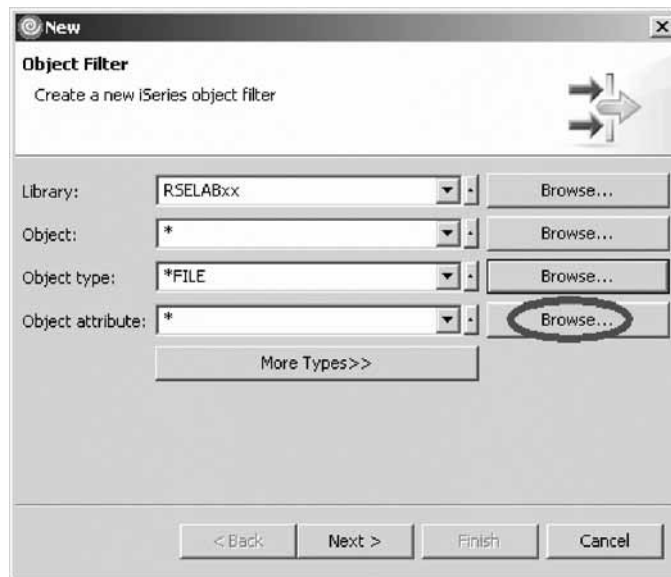 New
Object Filter
Create a new iSeries object filter
Library: RSELABxx Browse...
Object: * Browse...
Object type: *FILE Browse...
Object attribute: * Browse...
More Types>>
< Back Next > Finish Cancel